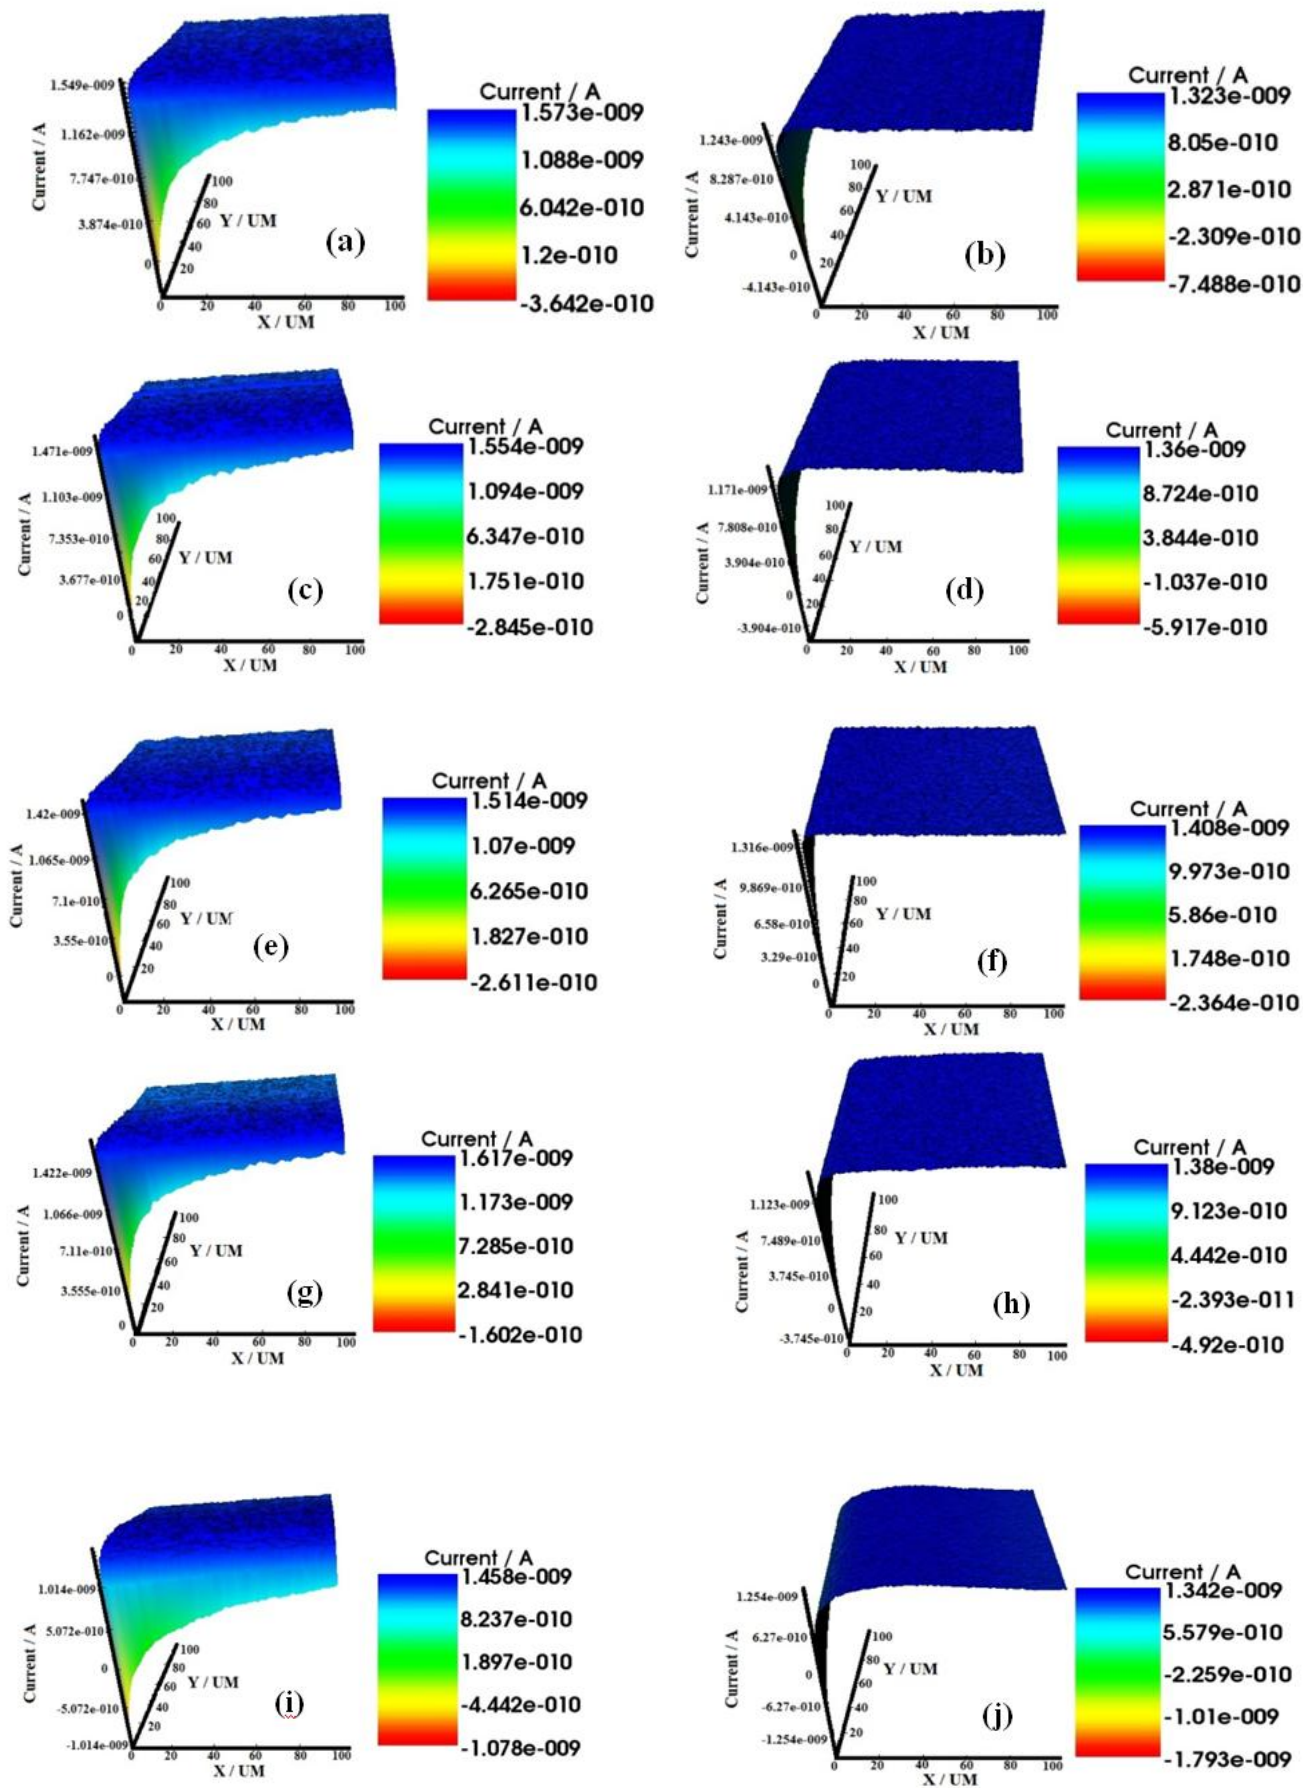 Current / A
1.549e-009
1.162e-009
7.747e-010
3.874e-010
0
100
80
60
40
20
Y / UM
0 20 40 60 80 100
X / UM
(a)
Current / A
1.573e-009
1.088e-009
6.042e-010
1.2e-010
-3.642e-010
Current / A
1.243e-009
8.287e-010
4.143e-010
0
-4.143e-010
100
80
60
40
20
Y / UM
0 20 40 60 80 100
X / UM
(b)
Current / A
1.323e-009
8.05e-010
2.871e-010
-2.309e-010
-7.488e-010
Current / A
1.471e-009
1.103e-009
7.353e-010
3.677e-010
0
100
80
60
40
20
Y / UM
0 20 40 60 80 100
X / UM
(c)
Current / A
1.554e-009
1.094e-009
6.347e-010
1.751e-010
-2.845e-010
Current / A
1.171e-009
7.808e-010
3.904e-010
0
-3.904e-010
100
80
60
40
20
Y / UM
0 20 40 60 80 100
X / UM
(d)
Current / A
1.36e-009
8.724e-010
3.844e-010
-1.037e-010
-5.917e-010
Current / A
1.42e-009
1.065e-009
7.1e-010
3.55e-010
0
100
80
60
40
20
Y / UM
0 20 40 60 80 100
X / UM
(e)
Current / A
1.514e-009
1.07e-009
6.265e-010
1.827e-010
-2.611e-010
Current / A
1.316e-009
9.869e-010
6.58e-010
3.29e-010
0
100
80
60
40
20
Y / UM
0 20 40 60 80 100
X / UM
(f)
Current / A
1.408e-009
9.973e-010
5.86e-010
1.748e-010
-2.364e-010
Current / A
1.422e-009
1.066e-009
7.11e-010
3.555e-010
0
100
80
60
40
20
Y / UM
0 20 40 60 80 100
X / UM
(g)
Current / A
1.617e-009
1.173e-009
7.285e-010
2.841e-010
-1.602e-010
Current / A
1.123e-009
7.489e-010
3.745e-010
0
-3.745e-010
100
80
60
40
20
Y / UM
0 20 40 60 80 100
X / UM
(h)
Current / A
1.38e-009
9.123e-010
4.442e-010
-2.393e-011
-4.92e-010
Current / A
1.014e-009
5.072e-010
0
-5.072e-010
-1.014e-009
100
80
60
40
20
Y / UM
0 20 40 60 80 100
X / UM
(i)
Current / A
1.458e-009
8.237e-010
1.897e-010
-4.442e-010
-1.078e-009
Current / A
1.254e-009
6.27e-010
0
-6.27e-010
-1.254e-009
100
80
60
40
20
Y / UM
0 20 40 60 80 100
X / UM
(j)
Current / A
1.342e-009
5.579e-010
-2.259e-010
-1.01e-009
-1.793e-009